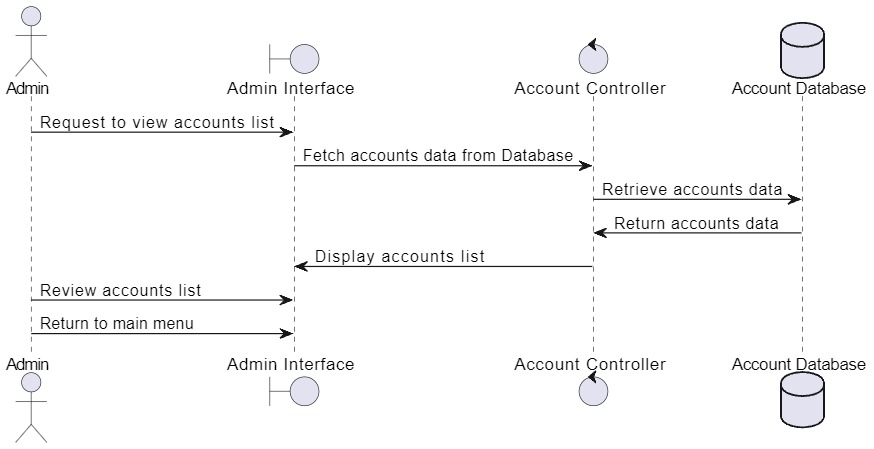 Admin
Admin Interface
Account Controller
Account Database
Request to view accounts list
Fetch accounts data from Database
Retrieve accounts data
Return accounts data
Display accounts list
Review accounts list
Return to main menu
Admin
Admin Interface
Account Controller
Account Database